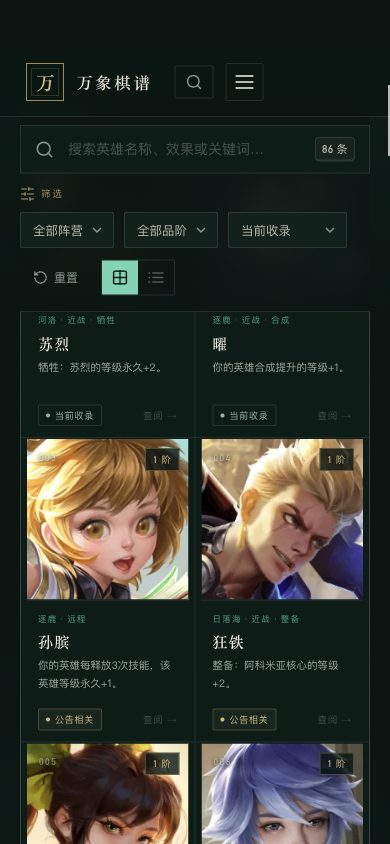 万 万象棋谱
搜索英雄名称、效果或关键词… 86 条
筛选
全部阵营 全部品阶 当前收录
重置
河洛 · 近战 · 牺牲
苏烈
牺牲：苏烈的等级永久+2。
当前收录 查阅 →
逐鹿 · 近战 · 合成
曜
你的英雄合成提升的等级+1。
当前收录 查阅 →
003 1 阶
逐鹿 · 远程
孙膑
你的英雄每释放3次技能，该
英雄等级永久+1。
公告相关 查阅 →
004 1 阶
日落海 · 近战 · 整备
狂铁
整备：阿科米亚核心的等级
+2。
公告相关 查阅 →
005 1 阶
1 阶